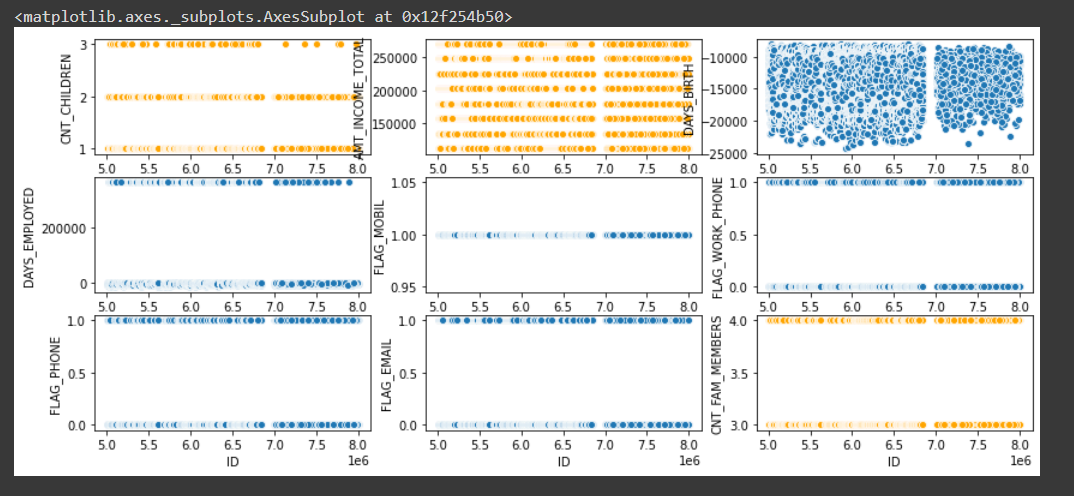 <matplotlib.axes._subplots.AxesSubplot at 0x12f254b50>
CNT_CHILDREN
3
2
1
5.0 5.5 6.0 6.5 7.0 7.5 8.0
AMT_INCOME_TOTAL
250000
200000
150000
5.0 5.5 6.0 6.5 7.0 7.5 8.0
DAYS_BIRTH
−10000
−15000
−20000
−25000
5.0 5.5 6.0 6.5 7.0 7.5 8.0
DAYS_EMPLOYED
200000
0
5.0 5.5 6.0 6.5 7.0 7.5 8.0
FLAG_MOBIL
1.05
1.00
0.95
5.0 5.5 6.0 6.5 7.0 7.5 8.0
FLAG_WORK_PHONE
1.0
0.5
0.0
5.0 5.5 6.0 6.5 7.0 7.5 8.0
FLAG_PHONE
1.0
0.5
0.0
5.0 5.5 6.0 6.5 7.0 7.5 8.0
ID
1e6
FLAG_EMAIL
1.0
0.5
0.0
5.0 5.5 6.0 6.5 7.0 7.5 8.0
ID
1e6
CNT_FAM_MEMBERS
4.0
3.5
3.0
5.0 5.5 6.0 6.5 7.0 7.5 8.0
ID
1e6